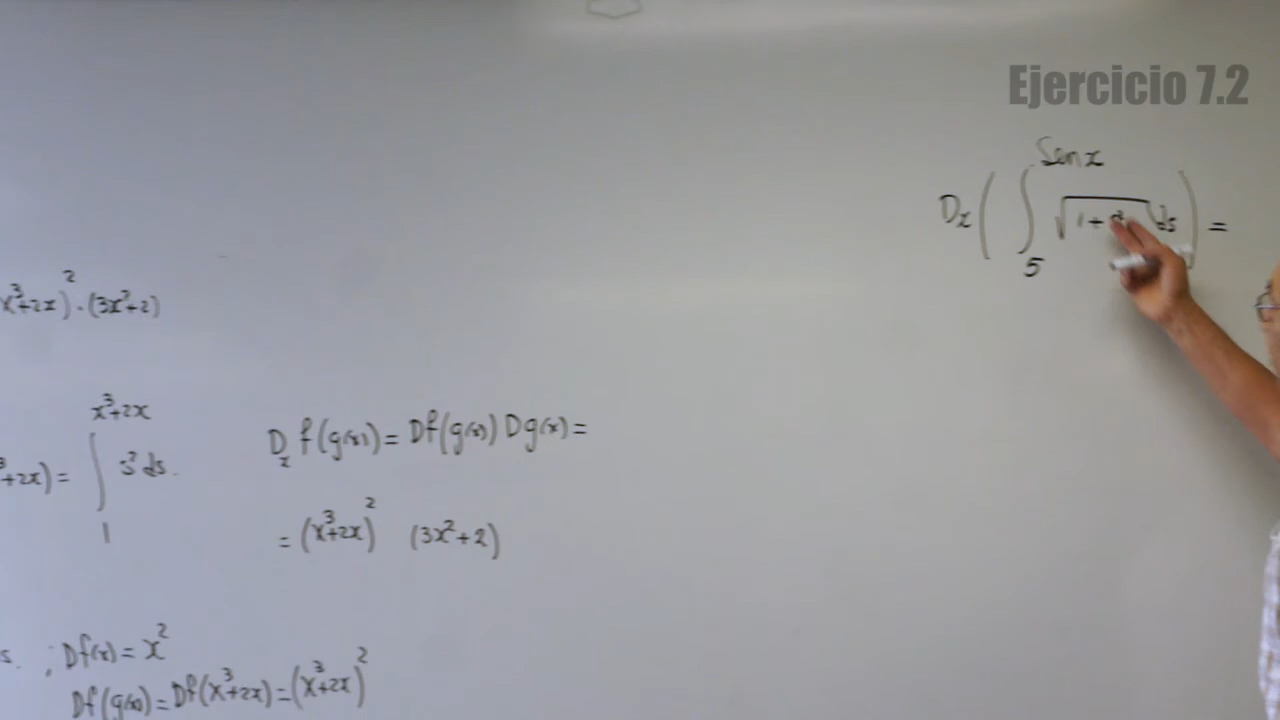 Ejercicio 7.2
Sen x
Dx ( ∫ √1+ ds ) =
5
x³+2x)² · (3x²+2)
x³+2x
+2x) = ∫ s² ds.
1
Dx f(g(x)) = Df(g(x)) Dg(x) =
= (x³+2x)² (3x²+2)
s. ; Df(x) = x²
Df(g(x)) = Df(x³+2x) = (x³+2x)²